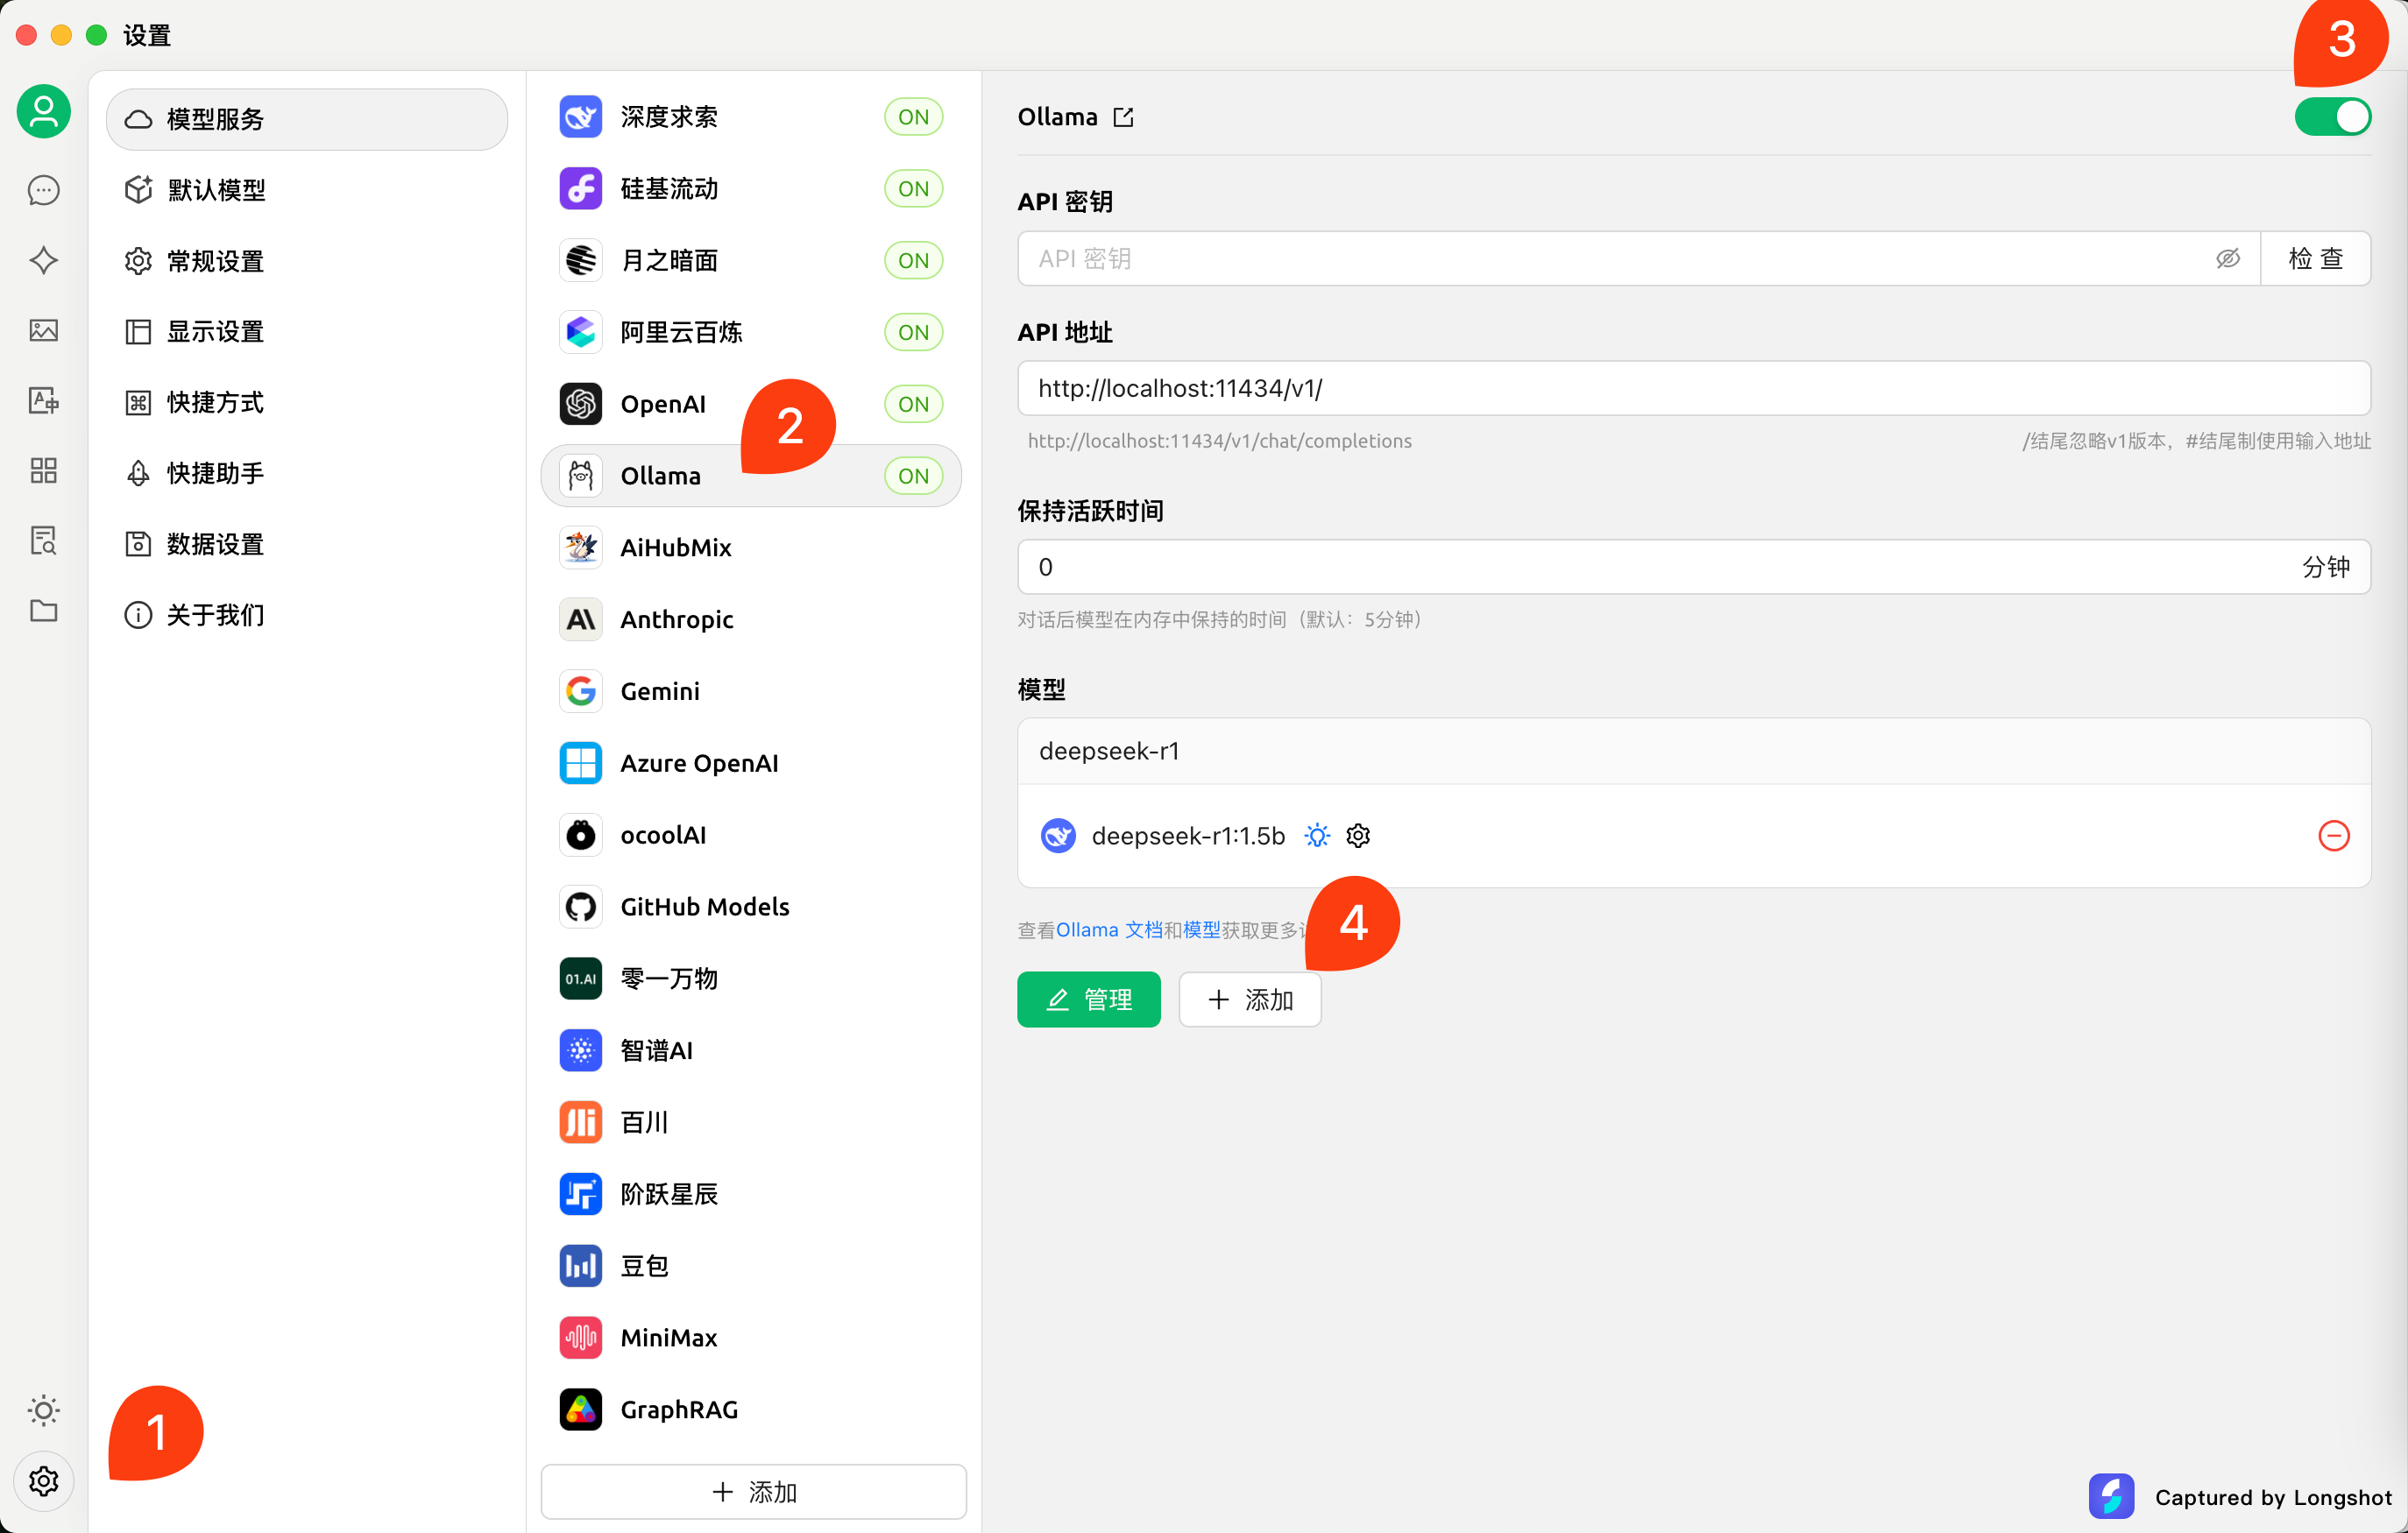 设置
模型服务
默认模型
常规设置
显示设置
快捷方式
快捷助手
数据设置
关于我们
1
深度求索 ON
硅基流动 ON
月之暗面 ON
阿里云百炼 ON
OpenAI ON
2
Ollama ON
AiHubMix
Anthropic
Gemini
Azure OpenAI
ocoolAI
GitHub Models
01.AI 零一万物
智谱AI
百川
阶跃星辰
豆包
MiniMax
GraphRAG
添加
3
Ollama
API 密钥
API 密钥 检 查
API 地址
http://localhost:11434/v1/
http://localhost:11434/v1/chat/completions /结尾忽略v1版本，#结尾制使用输入地址
保持活跃时间
0 分钟
对话后模型在内存中保持的时间（默认：5分钟）
模型
deepseek-r1
deepseek-r1:1.5b
查看Ollama 文档和模型获取更多
4
管理 添加
Captured by Longshot